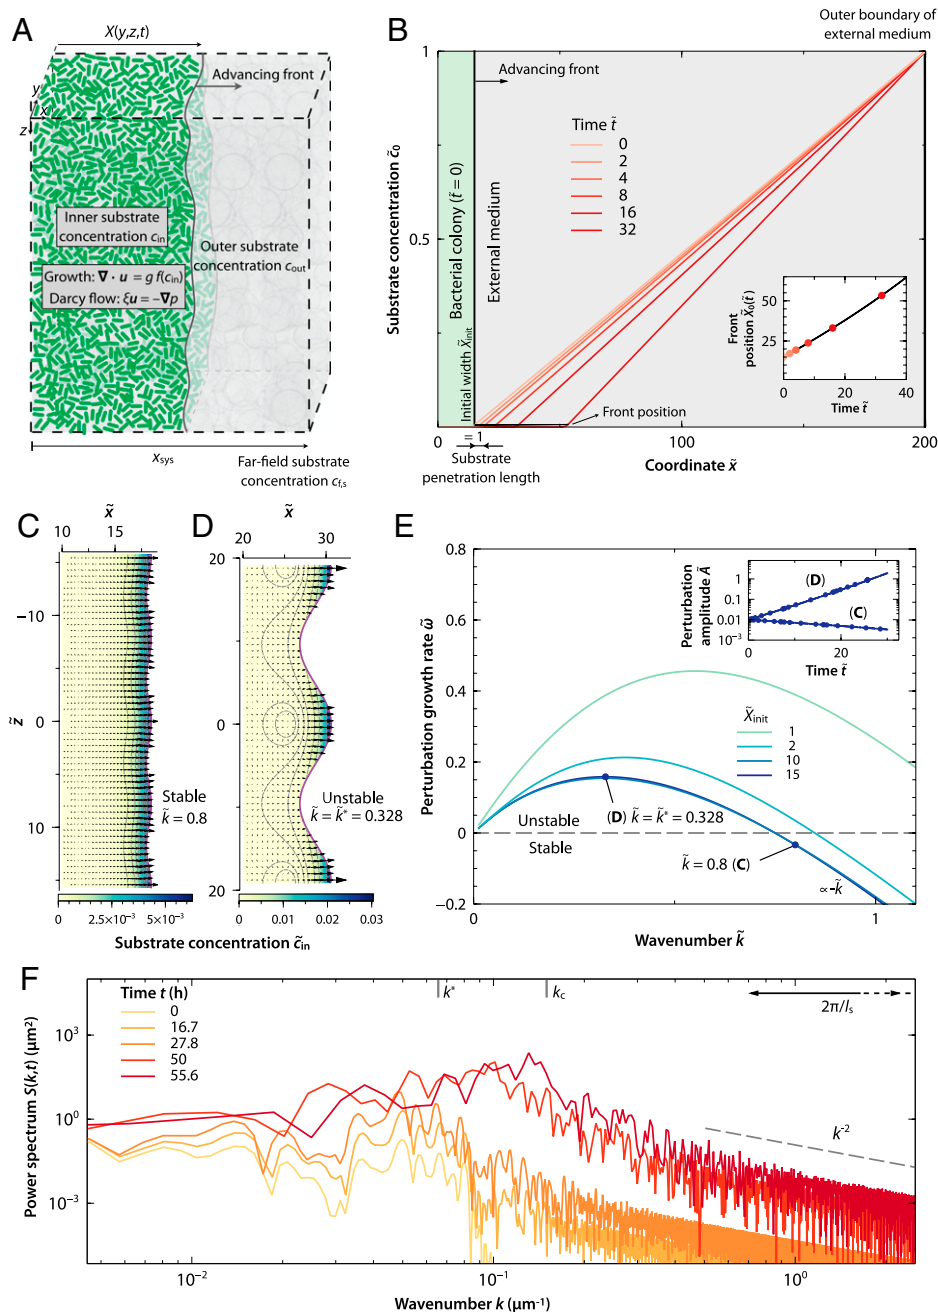 A
X(y,z,t)
Advancing front
y
x
z
Inner substrate
concentration c_in
Outer substrate
concentration c_out
Growth: ∇ · u = g f(c_in)
Darcy flow: ξu = −∇p
x_sys
Far-field substrate
concentration c_f,s
B
Outer boundary of
external medium
Substrate concentration c̃₀
1
0.5
Advancing front
Bacterial colony (t̃ = 0)
External medium
Initial width X̃_init
Time t̃
0
2
4
8
16
32
Front
position X̃₀(t̃)
50
25
0
20
40
Time t̃
Front position
0
= 1
100
200
Substrate
penetration length
Coordinate x̃
C
x̃
10
15
z̃
−10
0
10
Stable
k̃ = 0.8
0
2.5×10⁻³
5×10⁻³
D
x̃
20
30
20
0
20
Unstable
k̃ = k̃* = 0.328
0
0.01
0.02
0.03
Substrate concentration c̃_in
E
Perturbation growth rate ω̃
0.8
0.6
0.4
0.2
0
−0.2
Perturbation
amplitude Ã
1
0.1
0.01
10⁻³
(D)
(C)
0
20
Time t̃
X̃_init
1
2
10
15
Unstable
Stable
(D) k̃ = k̃* = 0.328
k̃ = 0.8 (C)
∝-k̃
0
1
Wavenumber k̃
F
Time t (h)
0
16.7
27.8
50
55.6
k*
k_c
2π/l_s
k⁻²
Power spectrum S(k,t) (μm²)
10³
10⁰
10⁻³
10⁻²
10⁻¹
10⁰
Wavenumber k (μm⁻¹)